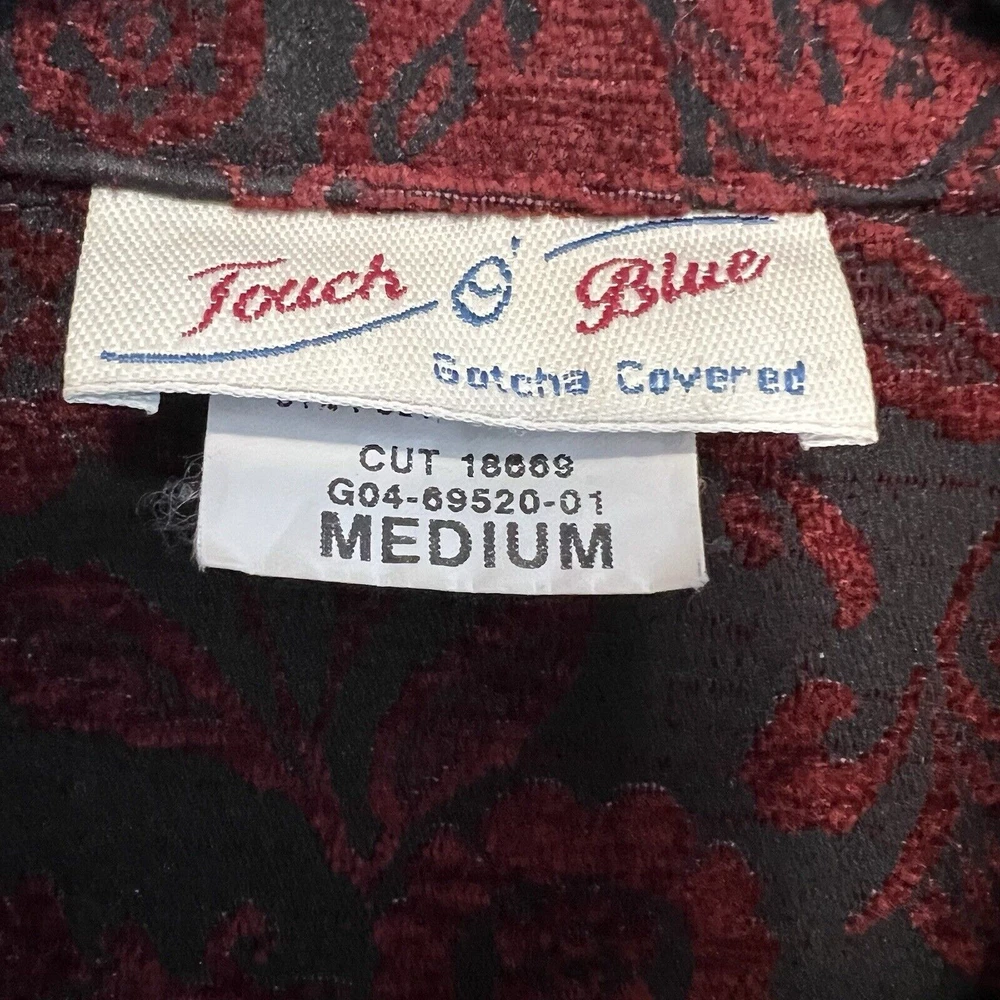 Touch O' Blue
Gotcha Covered
CUT 18669
G04-69520-01
MEDIUM